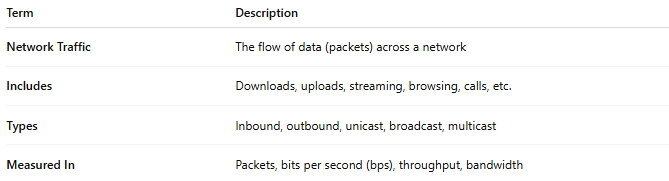 Term Description
Network Traffic The flow of data (packets) across a network
Includes Downloads, uploads, streaming, browsing, calls, etc.
Types Inbound, outbound, unicast, broadcast, multicast
Measured In Packets, bits per second (bps), throughput, bandwidth